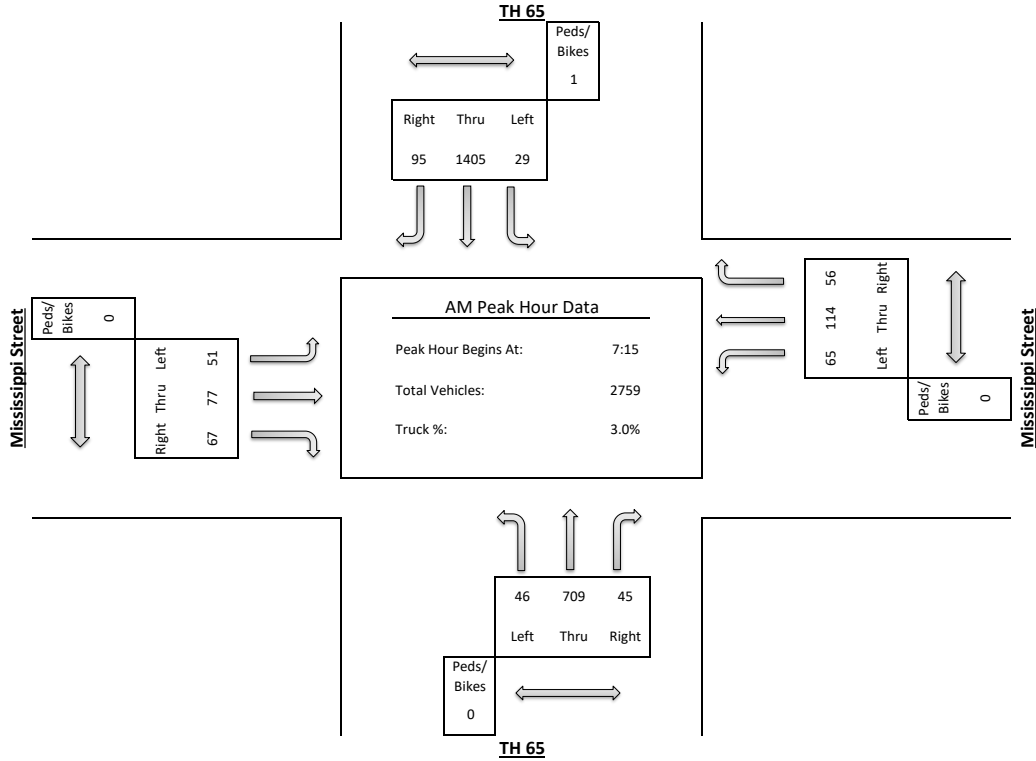 TH 65
Peds/
Bikes
1
Right Thru Left
95 1405 29
Mississippi Street
Peds/
Bikes
0
Left 51
Thru 77
Right 67
AM Peak Hour Data
Peak Hour Begins At: 7:15
Total Vehicles: 2759
Truck %: 3.0%
56 Right
114 Thru
65 Left
Peds/
Bikes
0
Mississippi Street
46 709 45
Left Thru Right
Peds/
Bikes
0
TH 65